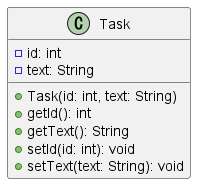 C Task
id: int
text: String
Task(id: int, text: String)
getId(): int
getText(): String
setId(id: int): void
setText(text: String): void